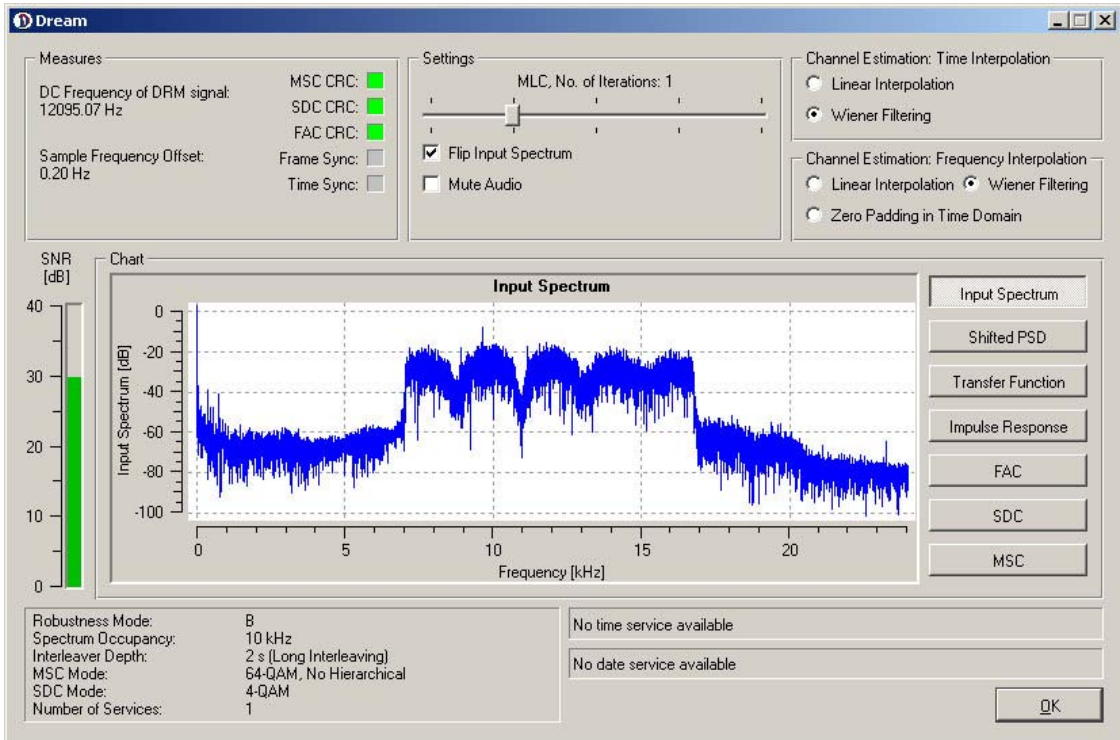 Dream
Measures
DC Frequency of DRM signal:
12095.07 Hz
Sample Frequency Offset:
0.20 Hz
MSC CRC:
SDC CRC:
FAC CRC:
Frame Sync:
Time Sync:
Settings
MLC, No. of Iterations: 1
Flip Input Spectrum
Mute Audio
Channel Estimation: Time Interpolation
Linear Interpolation
Wiener Filtering
Channel Estimation: Frequency Interpolation
Linear Interpolation Wiener Filtering
Zero Padding in Time Domain
SNR
[dB]
40
30
20
10
0
Chart
Input Spectrum
Input Spectrum [dB]
0
-20
-40
-60
-80
-100
0 5 10 15 20
Frequency [kHz]
Input Spectrum
Shifted PSD
Transfer Function
Impulse Response
FAC
SDC
MSC
Robustness Mode: B
Spectrum Occupancy: 10 kHz
Interleaver Depth: 2 s (Long Interleaving)
MSC Mode: 64-QAM, No Hierarchical
SDC Mode: 4-QAM
Number of Services: 1
No time service available
No date service available
OK